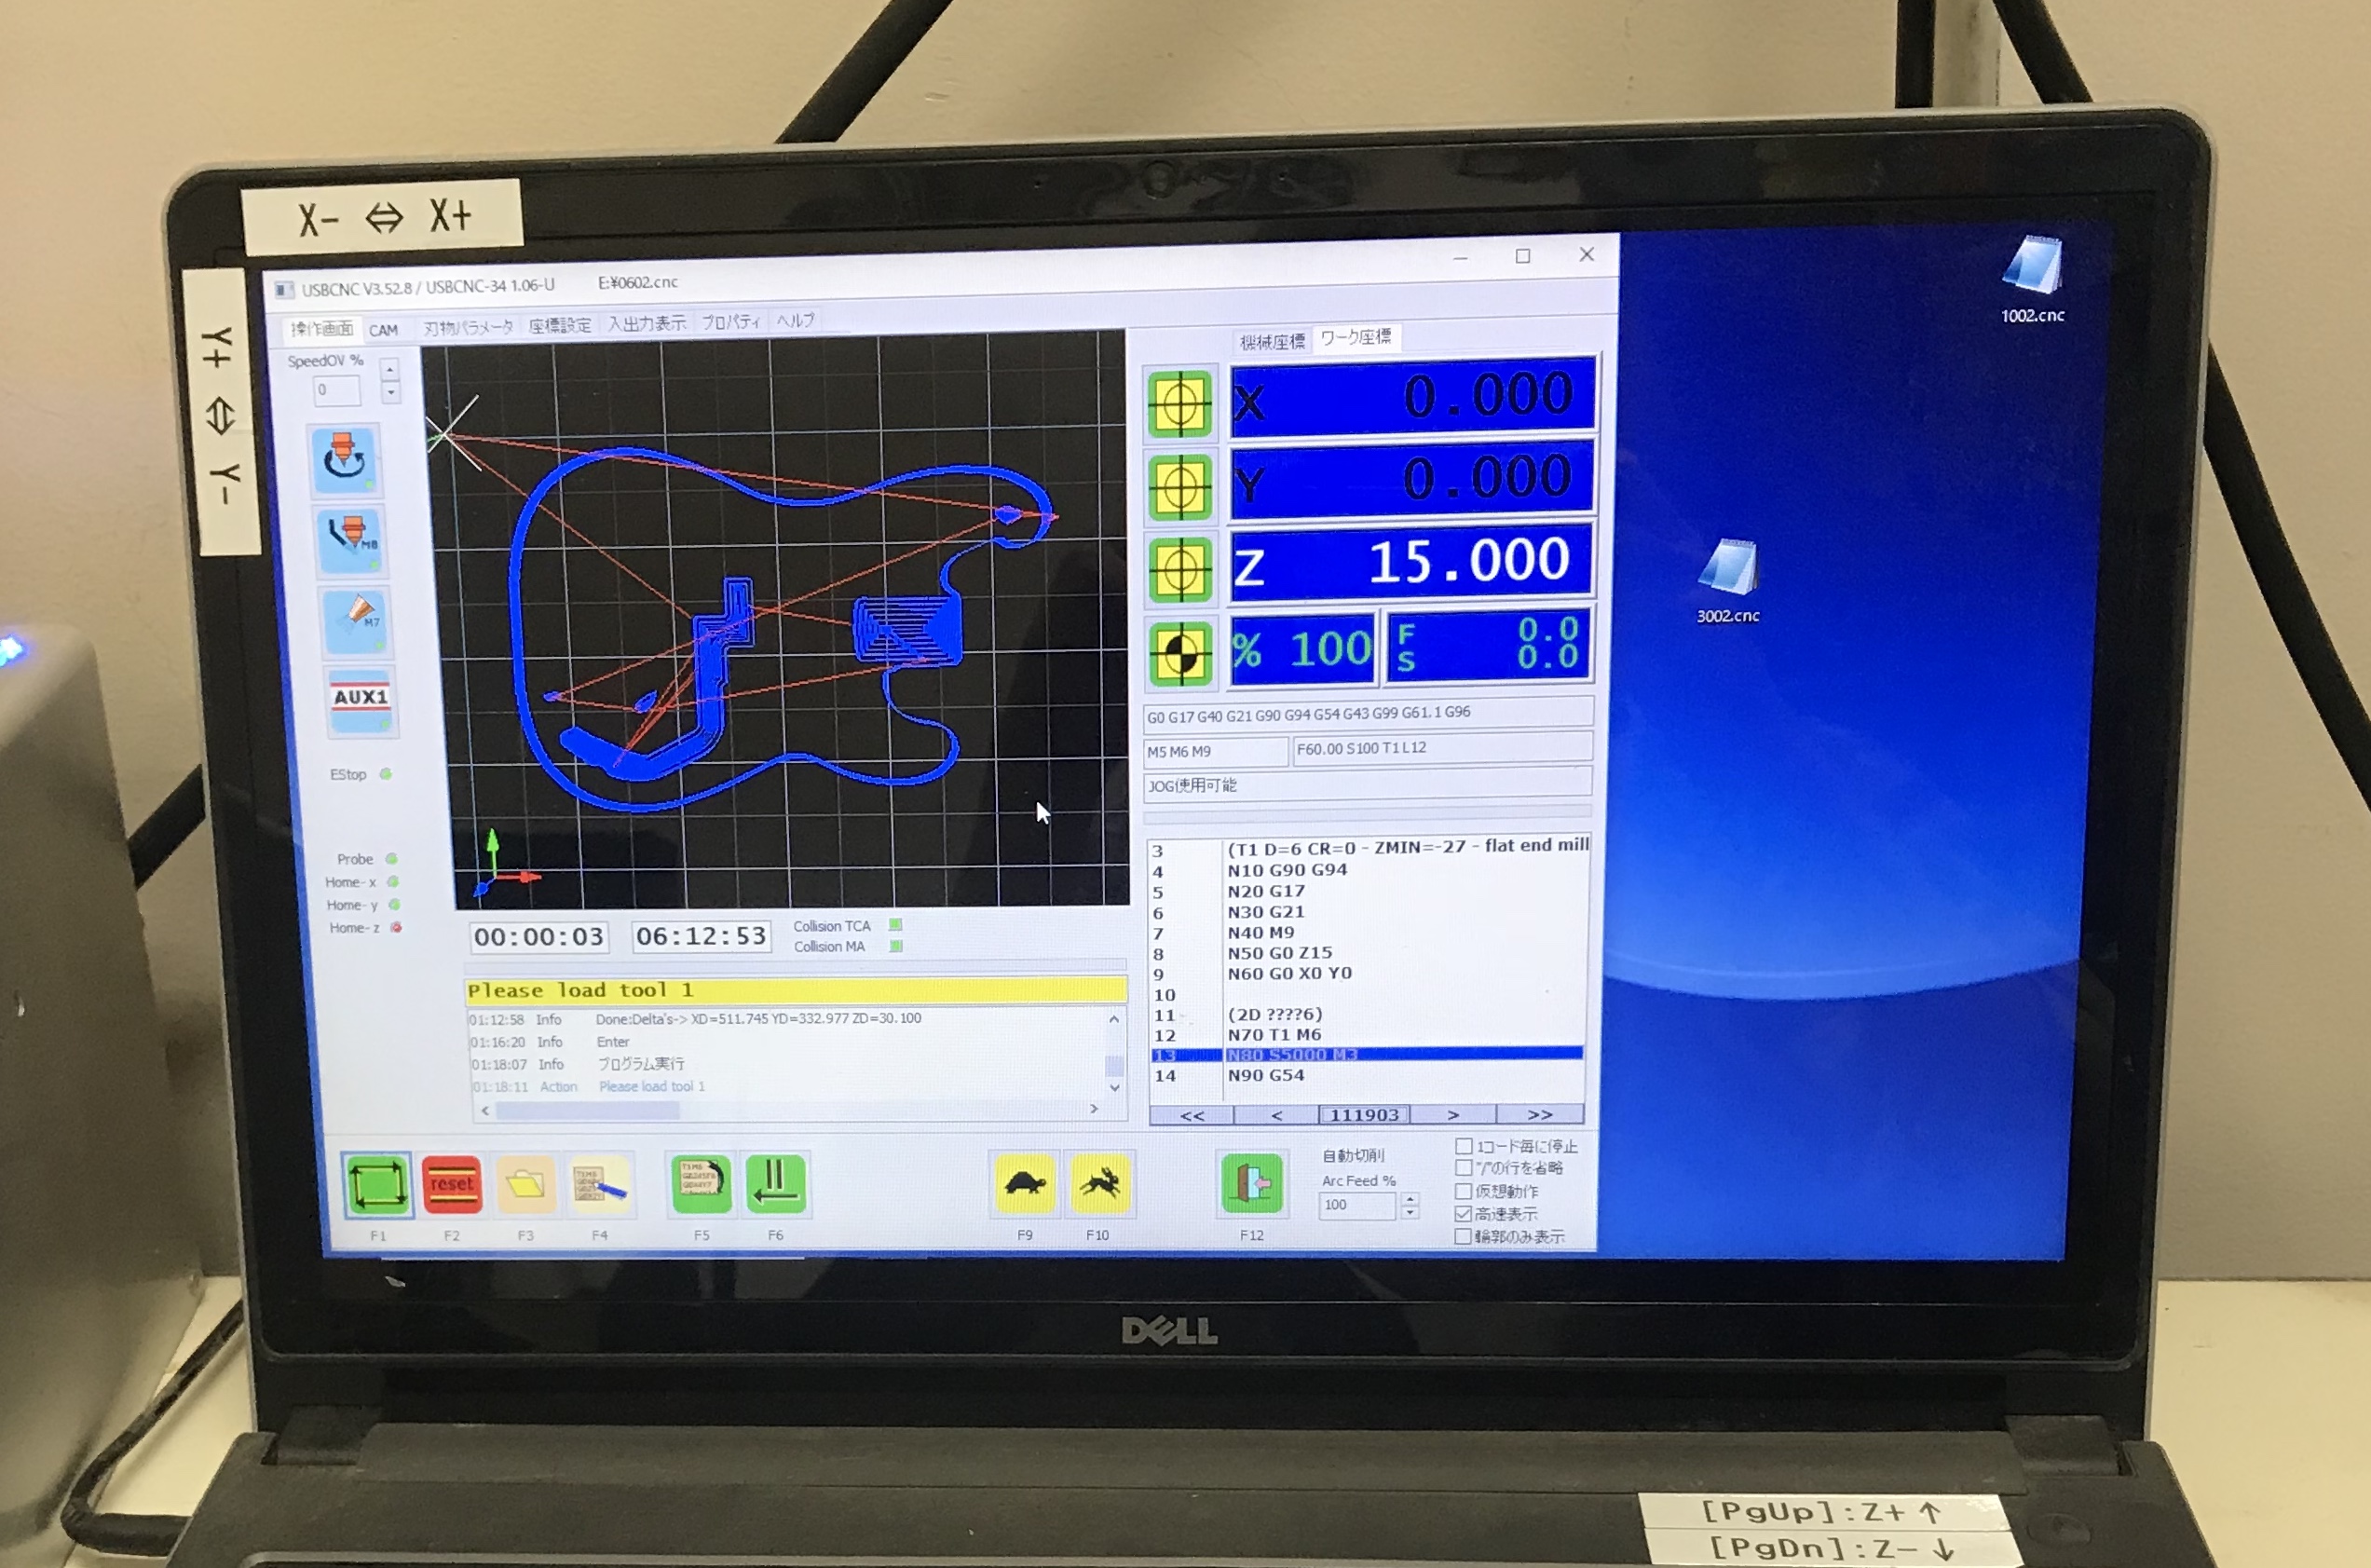 X- ⇔ X+
Y+ ⇔ Y-
USBCNC V3.52.8 / USBCNC-34 1.06-U E:¥0602.cnc
操作画面 CAM 刃物パラメータ 座標設定 入出力表示 プロパティ ヘルプ
SpeedOV %
0
M8
M7
AUX1
EStop
Probe
Home- x
Home- y
Home- z
機械座標 ワーク座標
X 0.000
Y 0.000
Z 15.000
% 100
F 0.0
S 0.0
G0 G17 G40 G21 G90 G94 G54 G43 G99 G61.1 G96
M5 M6 M9
F60.00 S100 T1 L12
JOG使用可能
3 (T1 D=6 CR=0 - ZMIN=-27 - flat end mill
4 N10 G90 G94
5 N20 G17
6 N30 G21
7 N40 M9
8 N50 G0 Z15
9 N60 G0 X0 Y0
10
11 (2D ????6)
12 N70 T1 M6
13 N80 S5000 M3
14 N90 G54
<< < 111903 > >>
00:00:03 06:12:53
Collision TCA
Collision MA
Please load tool 1
01:12:58 Info Done:Delta's-> XD=511.745 YD=332.977 ZD=30.100
01:16:20 Info Enter
01:18:07 Info プログラム実行
01:18:11 Action Please load tool 1
reset
F1 F2 F3 F4 F5 F6 F9 F10 F12
自動切削
Arc Feed %
100
1コード毎に停止
"/"の行を省略
仮想動作
高速表示
輪郭のみ表示
1002.cnc
3002.cnc
DELL
[PgUp]:Z+ ↑
[PgDn]:Z- ↓